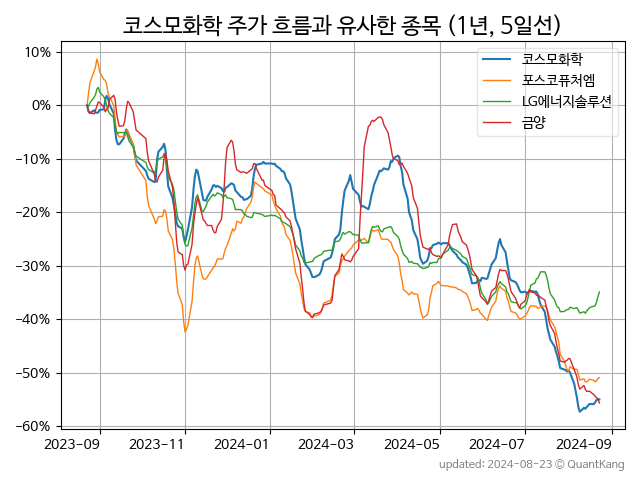 코스모화학 주가 흐름과 유사한 종목 (1년, 5일선)
코스모화학
포스코퓨처엠
LG에너지솔루션
금양
10%
0%
−10%
−20%
−30%
−40%
−50%
−60%
2023-09 2023-11 2024-01 2024-03 2024-05 2024-07 2024-09
updated: 2024-08-23 © QuantKang